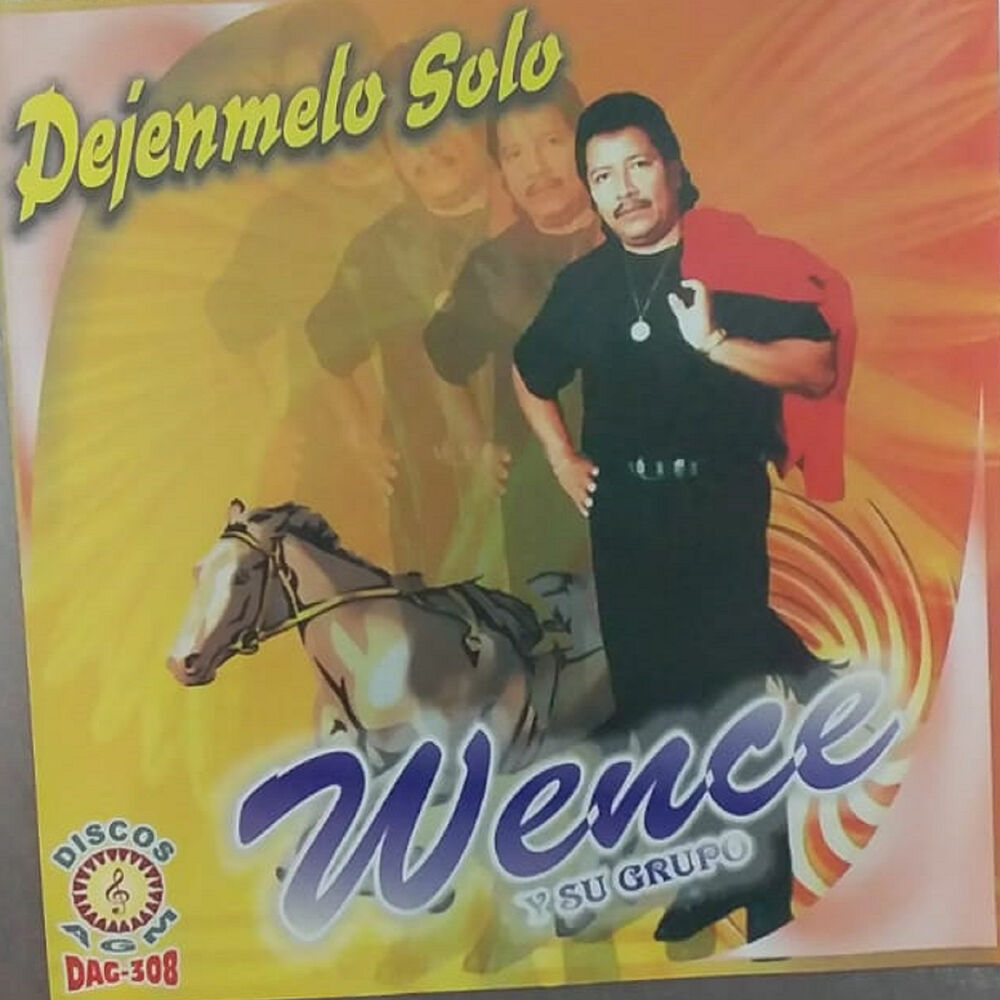 Dejenmelo Solo
Wence
Y SU GRUPO
DISCOS
AGM
DAG-308